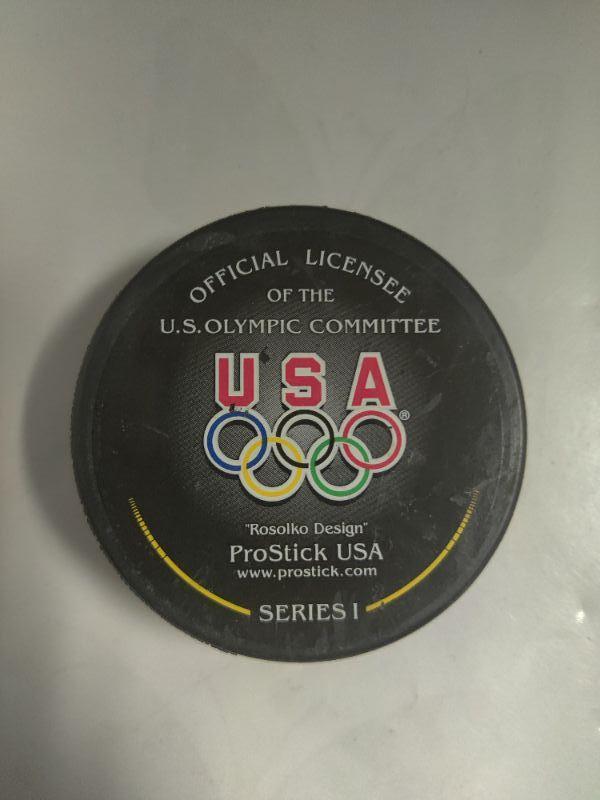 OFFICIAL LICENSEE
OF THE
U.S. OLYMPIC COMMITTEE
USA
®
"Rosolko Design"
ProStick USA
www.prostick.com
SERIES I